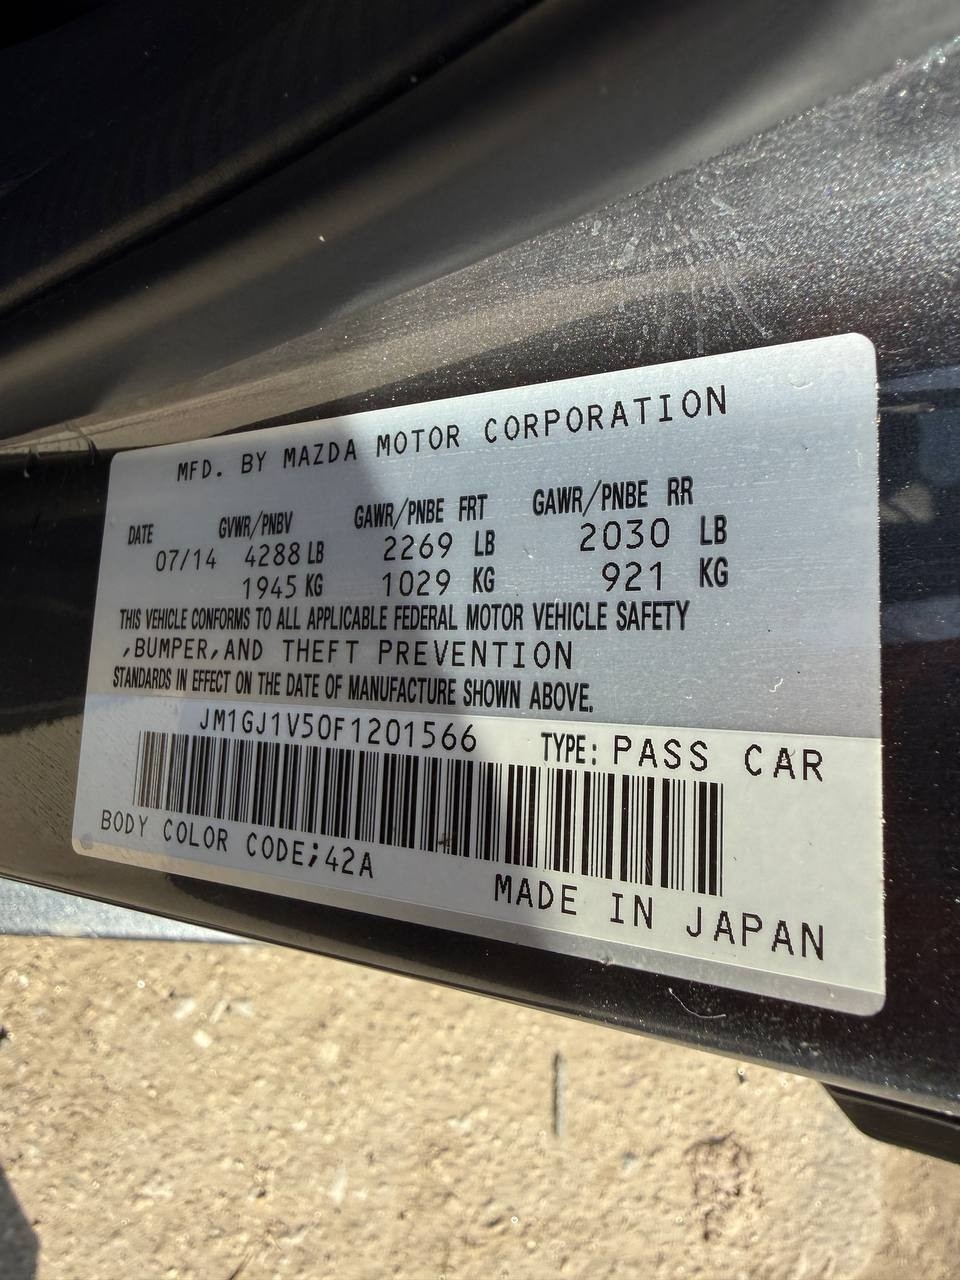 MFD. BY MAZDA MOTOR CORPORATION
DATE GVWR/PNBV GAWR/PNBE FRT GAWR/PNBE RR
07/14 4288 LB 2269 LB 2030 LB
1945 KG 1029 KG 921 KG
THIS VEHICLE CONFORMS TO ALL APPLICABLE FEDERAL MOTOR VEHICLE SAFETY
,BUMPER,AND THEFT PREVENTION
STANDARDS IN EFFECT ON THE DATE OF MANUFACTURE SHOWN ABOVE.
JM1GJ1V50F1201566 TYPE: PASS CAR
BODY COLOR CODE;42A
MADE IN JAPAN